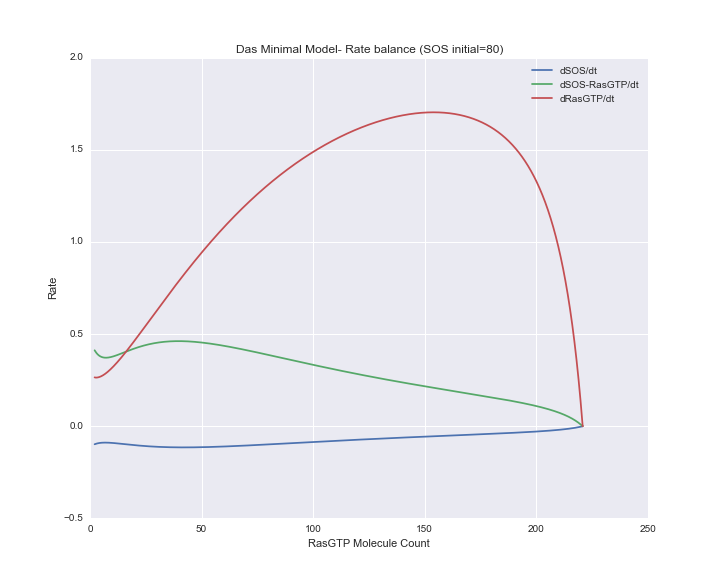 Das Minimal Model- Rate balance (SOS initial=80)
dSOS/dt
dSOS-RasGTP/dt
dRasGTP/dt
2.0
1.5
1.0
0.5
0.0
−0.5
Rate
0 50 100 150 200 250
RasGTP Molecule Count